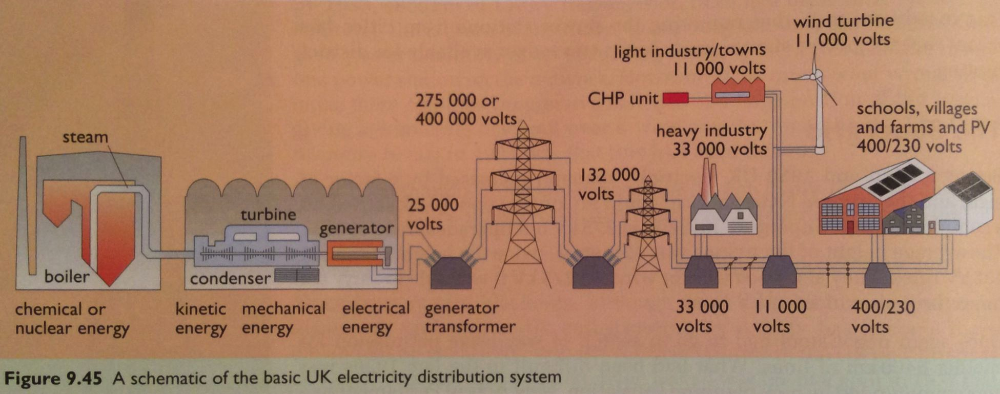 wind turbine
11 000 volts
light industry/towns
11 000 volts
CHP unit
275 000 or
400 000 volts
schools, villages
and farms and PV
400/230 volts
heavy industry
33 000 volts
steam
132 000
volts
25 000
volts
turbine
generator
boiler
condenser
chemical or
nuclear energy
kinetic
energy
mechanical
energy
electrical
energy
generator
transformer
33 000
volts
11 000
volts
400/230
volts
Figure 9.45 A schematic of the basic UK electricity distribution system